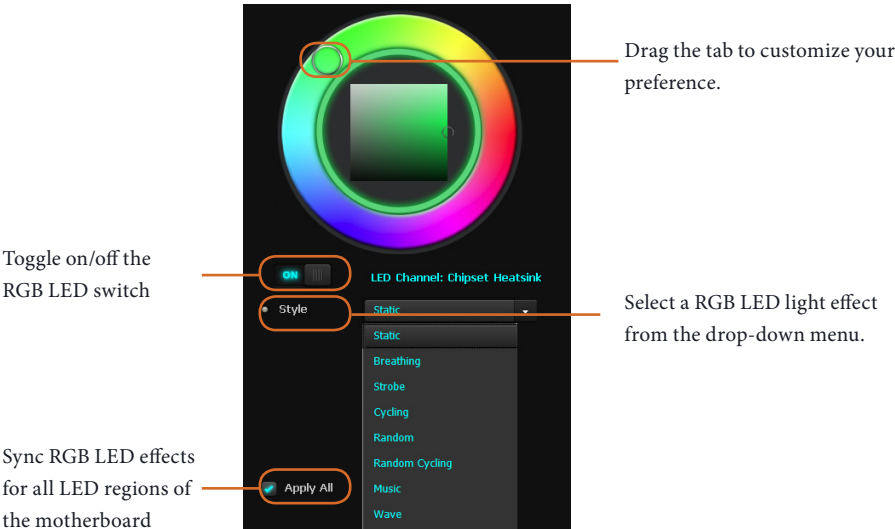 Drag the tab to customize your
preference.
Toggle on/off the
RGB LED switch
ON
LED Channel: Chipset Heatsink
Style
Static
Select a RGB LED light effect
from the drop-down menu.
Static
Breathing
Strobe
Cycling
Random
Random Cycling
Music
Wave
Sync RGB LED effects
for all LED regions of
the motherboard
Apply All